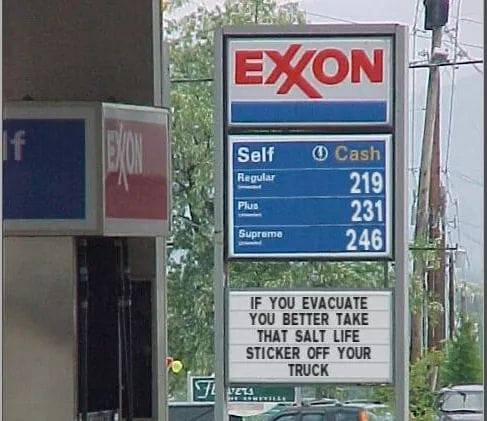 lf
EXXON
EXXON
Self Cash
Regular 219
Plus 231
Supreme 246
IF YOU EVACUATE
YOU BETTER TAKE
THAT SALT LIFE
STICKER OFF YOUR
TRUCK